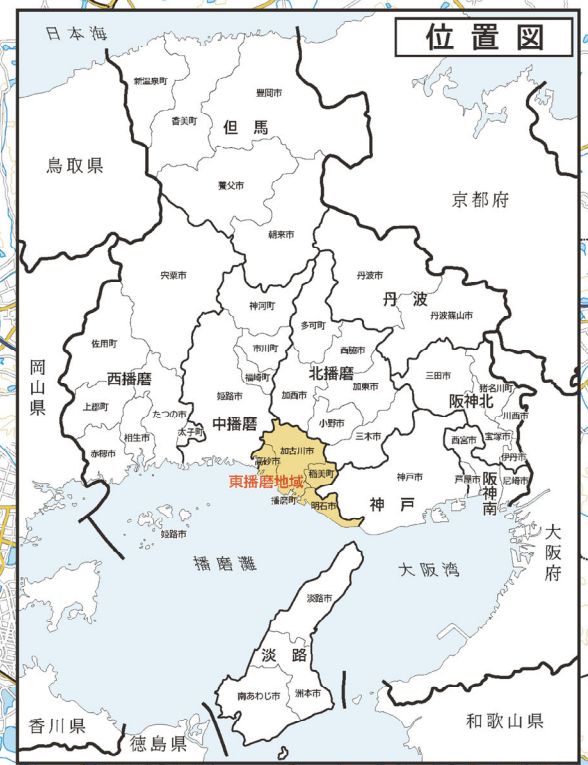 位置図
日本海
新温泉町
豊岡市
香美町
但馬
鳥取県
養父市
京都府
朝来市
宍粟市
丹波市
丹波
神河町
丹波篠山市
多可町
佐用町
市川町
西脇市
岡山県
西播磨
福崎町
北播磨
三田市
猪名川町
加東市
姫路市
加西市
阪神北
上郡町
たつの市
川西市
中播磨
小野市
太子町
三木市
西宮市
宝塚市
相生市
赤穂市
加古川市
伊丹市
高砂市
稲美町
神戸市
芦屋市
阪神南
尼崎市
東播磨地域
播磨町
明石市
神戸
姫路市
大阪府
播磨灘
大阪湾
淡路市
淡路
南あわじ市
洲本市
香川県
徳島県
和歌山県